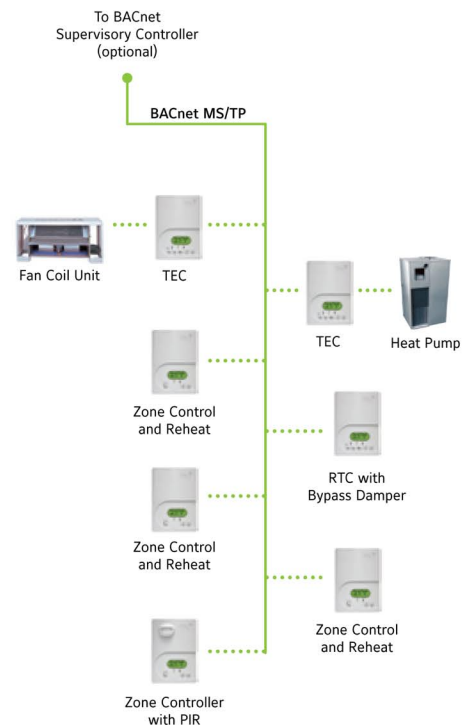 To BACnet
Supervisory Controller
(optional)
BACnet MS/TP
Fan Coil Unit
TEC
TEC
Heat Pump
Zone Control
and Reheat
RTC with
Bypass Damper
Zone Control
and Reheat
Zone Control
and Reheat
Zone Controller
with PIR